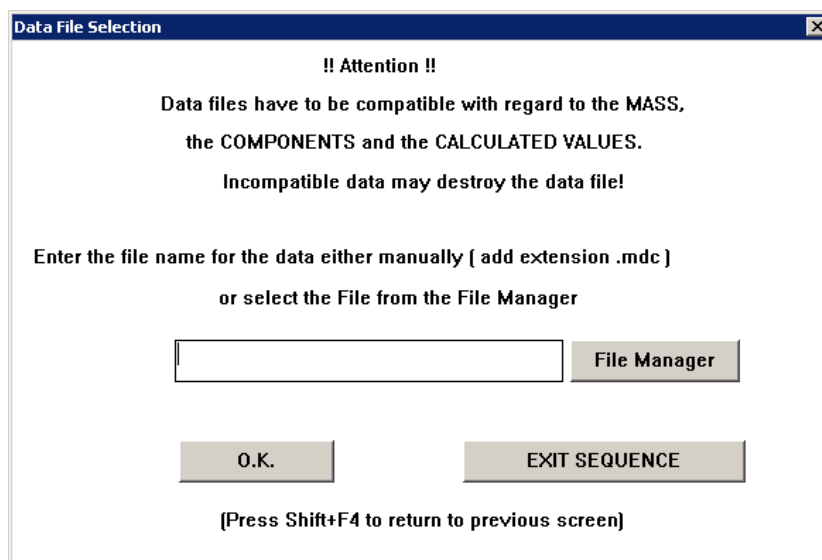 Data File Selection
!! Attention !!
Data files have to be compatible with regard to the MASS,
the COMPONENTS and the CALCULATED VALUES.
Incompatible data may destroy the data file!
Enter the file name for the data either manually ( add extension .mdc )
or select the File from the File Manager
File Manager
O.K.
EXIT SEQUENCE
(Press Shift+F4 to return to previous screen)